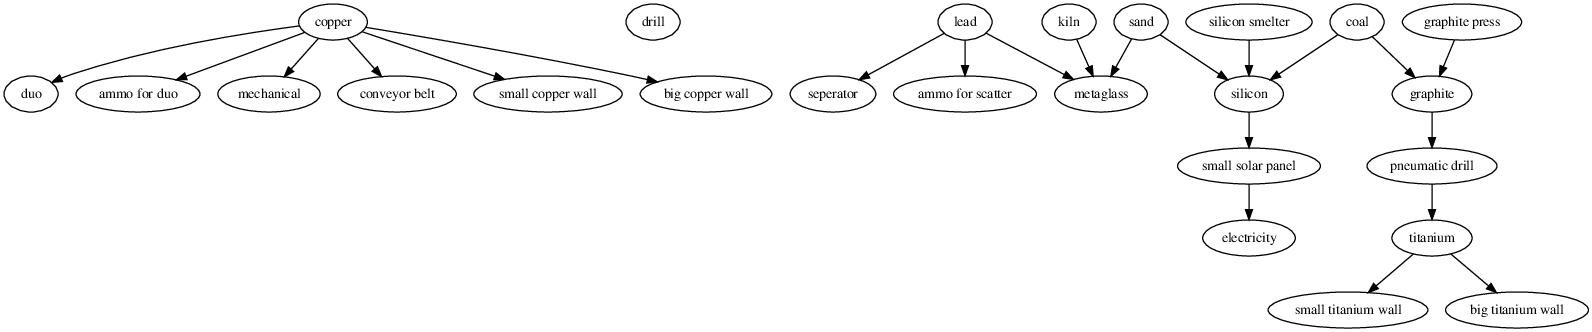 copper
drill
lead
kiln
sand
silicon smelter
coal
graphite press
duo
ammo for duo
mechanical
conveyor belt
small copper wall
big copper wall
seperator
ammo for scatter
metaglass
silicon
graphite
small solar panel
pneumatic drill
electricity
titanium
small titanium wall
big titanium wall